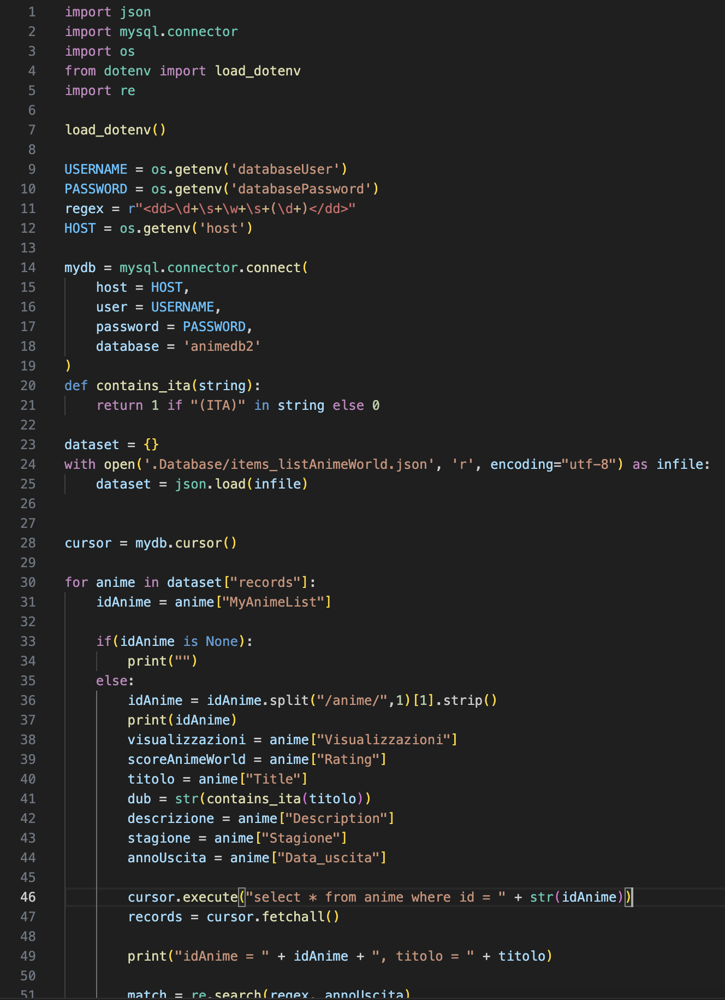 1 import json
2 import mysql.connector
3 import os
4 from dotenv import load_dotenv
5 import re
6
7 load_dotenv()
8
9 USERNAME = os.getenv('databaseUser')
10 PASSWORD = os.getenv('databasePassword')
11 regex = r"<dd>\d+\s+\w+\s+(\d+)</dd>"
12 HOST = os.getenv('host')
13
14 mydb = mysql.connector.connect(
15     host = HOST,
16     user = USERNAME,
17     password = PASSWORD,
18     database = 'animedb2'
19 )
20 def contains_ita(string):
21     return 1 if "(ITA)" in string else 0
22
23 dataset = {}
24 with open('.Database/items_listAnimeWorld.json', 'r', encoding="utf-8") as infile:
25     dataset = json.load(infile)
26
27
28 cursor = mydb.cursor()
29
30 for anime in dataset["records"]:
31     idAnime = anime["MyAnimeList"]
32
33     if(idAnime is None):
34         print("")
35     else:
36         idAnime = idAnime.split("/anime/",1)[1].strip()
37         print(idAnime)
38         visualizzazioni = anime["Visualizzazioni"]
39         scoreAnimeWorld = anime["Rating"]
40         titolo = anime["Title"]
41         dub = str(contains_ita(titolo))
42         descrizione = anime["Description"]
43         stagione = anime["Stagione"]
44         annoUscita = anime["Data_uscita"]
45
46         cursor.execute("select * from anime where id = " + str(idAnime))
47         records = cursor.fetchall()
48
49         print("idAnime = " + idAnime + ", titolo = " + titolo)
50
51         match = re.search(regex, annoUscita)